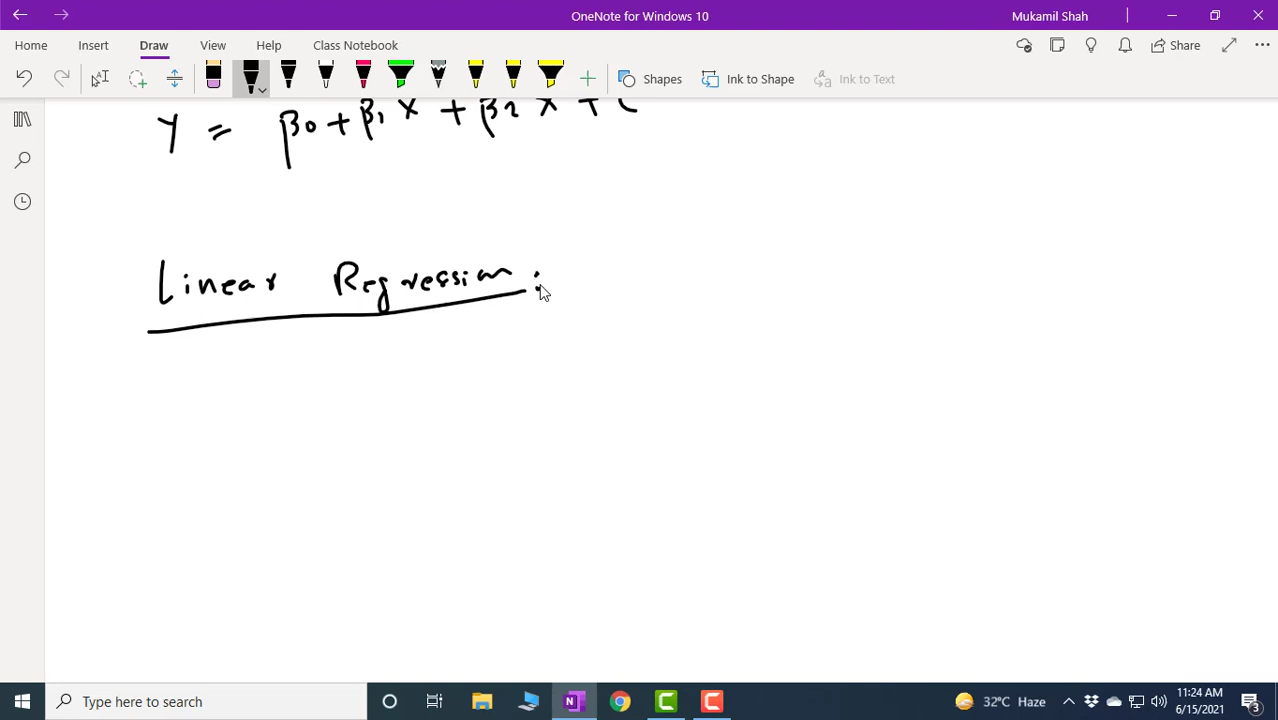 OneNote for Windows 10
Mukamil Shah
Home Insert Draw View Help Class Notebook
Share
Shapes Ink to Shape Ink to Text
Y = β0 + β1 X + β2 X +
Linear Regression :
Type here to search
32°C Haze
11:24 AM
6/15/2021
3